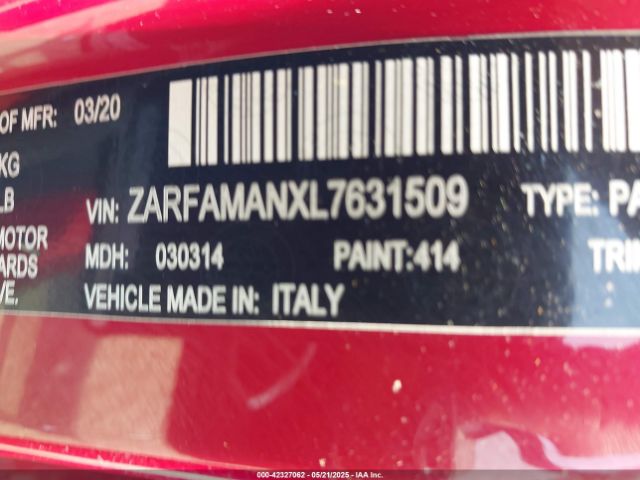 OF MFR: 03/20
KG
LB
VIN: ZARFAMANXL7631509 TYPE: PA
MOTOR
MDH: 030314 PAINT:414 TRI
ARDS
VE. VEHICLE MADE IN: ITALY
000-42327062 05/21/2025 IAA Inc.